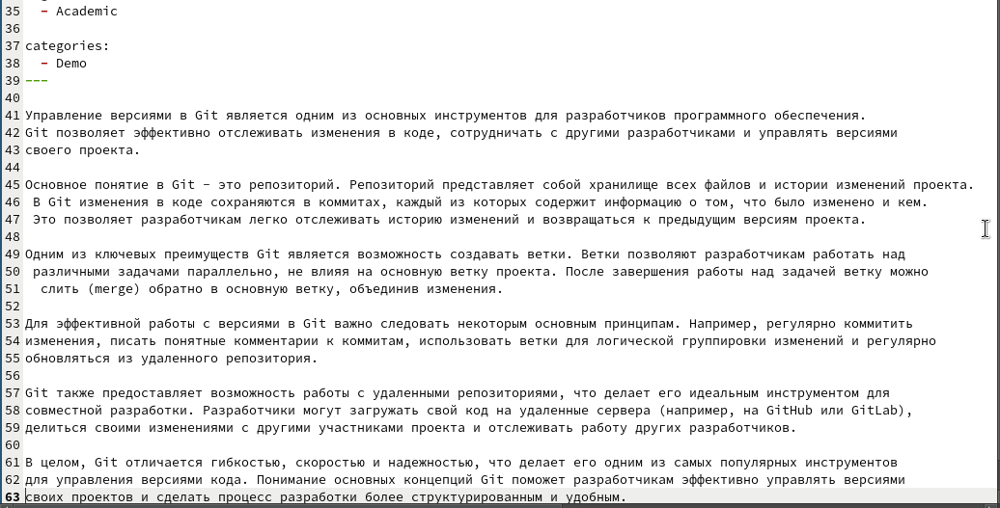 35   - Academic
36
37 categories:
38   - Demo
39 ---
40
41 Управление версиями в Git является одним из основных инструментов для разработчиков программного обеспечения.
42 Git позволяет эффективно отслеживать изменения в коде, сотрудничать с другими разработчиками и управлять версиями
43 своего проекта.
44
45 Основное понятие в Git - это репозиторий. Репозиторий представляет собой хранилище всех файлов и истории изменений проекта.
46  В Git изменения в коде сохраняются в коммитах, каждый из которых содержит информацию о том, что было изменено и кем.
47  Это позволяет разработчикам легко отслеживать историю изменений и возвращаться к предыдущим версиям проекта.
48
49 Одним из ключевых преимуществ Git является возможность создавать ветки. Ветки позволяют разработчикам работать над
50  различными задачами параллельно, не влияя на основную ветку проекта. После завершения работы над задачей ветку можно
51   слить (merge) обратно в основную ветку, объединив изменения.
52
53 Для эффективной работы с версиями в Git важно следовать некоторым основным принципам. Например, регулярно коммитить
54 изменения, писать понятные комментарии к коммитам, использовать ветки для логической группировки изменений и регулярно
55 обновляться из удаленного репозитория.
56
57 Git также предоставляет возможность работы с удаленными репозиториями, что делает его идеальным инструментом для
58 совместной разработки. Разработчики могут загружать свой код на удаленные сервера (например, на GitHub или GitLab),
59 делиться своими изменениями с другими участниками проекта и отслеживать работу других разработчиков.
60
61 В целом, Git отличается гибкостью, скоростью и надежностью, что делает его одним из самых популярных инструментов
62 для управления версиями кода. Понимание основных концепций Git поможет разработчикам эффективно управлять версиями
63 своих проектов и сделать процесс разработки более структурированным и удобным.